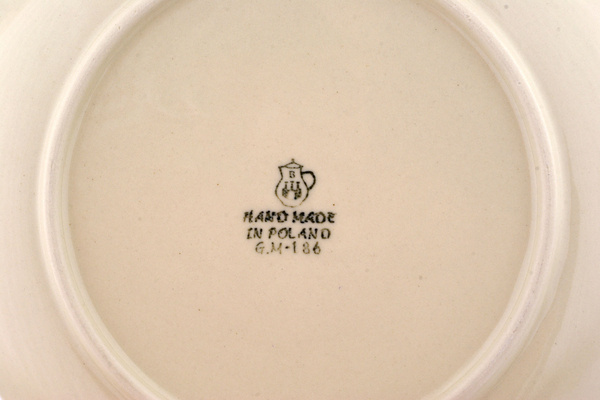 B
HAND MADE
IN POLAND
G.M-186